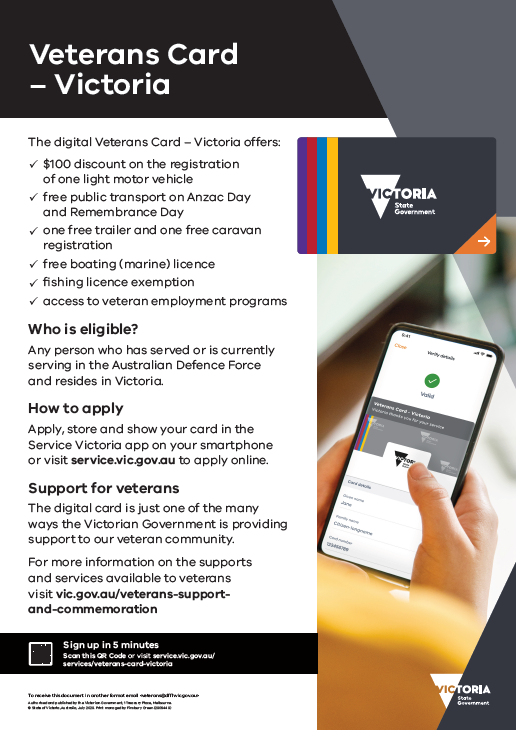 Veterans Card
– Victoria
The digital Veterans Card – Victoria offers:
✓ $100 discount on the registration
of one light motor vehicle
✓ free public transport on Anzac Day
and Remembrance Day
✓ one free trailer and one free caravan
registration
✓ free boating (marine) licence
✓ fishing licence exemption
✓ access to veteran employment programs
Who is eligible?
Any person who has served or is currently
serving in the Australian Defence Force
and resides in Victoria.
How to apply
Apply, store and show your card in the
Service Victoria app on your smartphone
or visit service.vic.gov.au to apply online.
Support for veterans
The digital card is just one of the many
ways the Victorian Government is providing
support to our veteran community.
For more information on the supports
and services available to veterans
visit vic.gov.au/veterans-support-
and-commemoration
Sign up in 5 minutes
Scan this QR Code or visit service.vic.gov.au/
services/veterans-card-victoria
To receive this document in another format email
Authorised and published by the Victorian Government, 1 Treasury Place, Melbourne.
© State of Victoria, Australia, July 2025. Print managed by Finsbury Green
VICTORIA
State
Government
9:41
Close
Verify details
Valid
Veterans Card - Victoria
Victoria thanks you for your service
Card details
Given name
Jane
Family name
Citizen longname
Card number
123456789
VICTORIA
State
Government